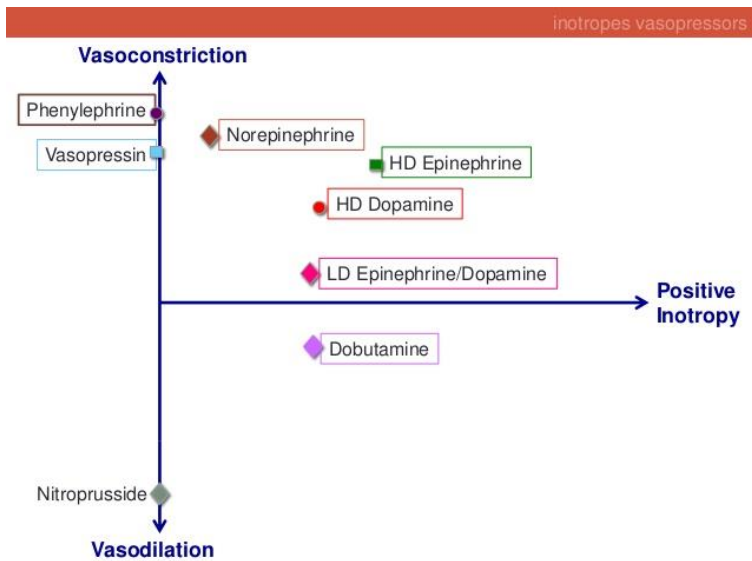 inotropes vasopressors
Vasoconstriction
Phenylephrine
Norepinephrine
Vasopressin
HD Epinephrine
HD Dopamine
LD Epinephrine/Dopamine
Positive
Inotropy
Dobutamine
Nitroprusside
Vasodilation